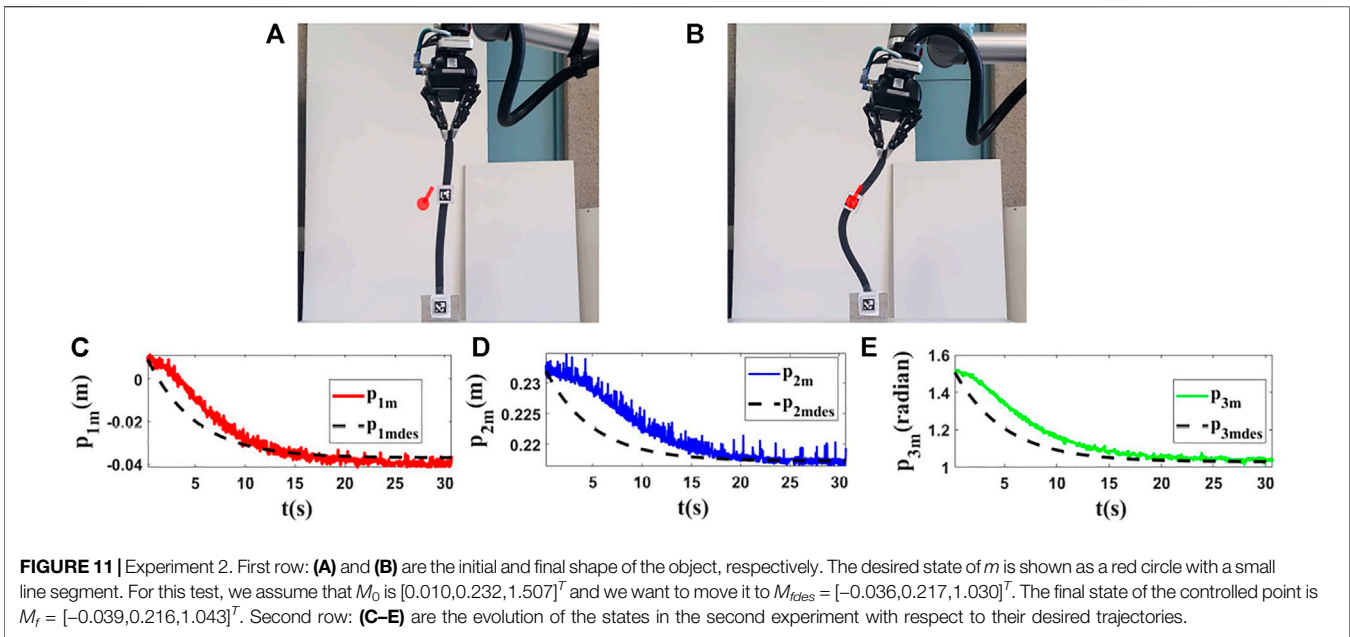 A
B
C
p1m(m)
0
-0.02
-0.04
5 10 15 20 25 30
t(s)
p1m
p1mdes
D
p2m(m)
0.23
0.225
0.22
5 10 15 20 25 30
t(s)
p2m
p2mdes
E
p3m(radian)
1.6
1.4
1.2
1
5 10 15 20 25 30
t(s)
p3m
p3mdes
FIGURE 11 | Experiment 2. First row: (A) and (B) are the initial and final shape of the object, respectively. The desired state of m is shown as a red circle with a small
line segment. For this test, we assume that M0 is [0.010,0.232,1.507]T and we want to move it to Mfdes = [−0.036,0.217,1.030]T. The final state of the controlled point is
Mf = [−0.039,0.216,1.043]T. Second row: (C–E) are the evolution of the states in the second experiment with respect to their desired trajectories.